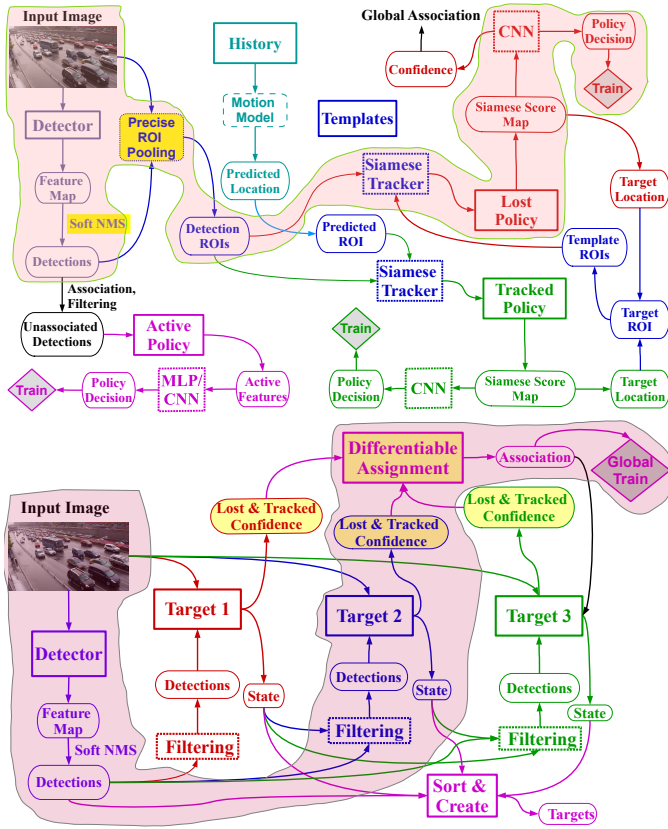 Input Image
Detector
Feature
Map
Soft NMS
Detections
Association,
Filtering
Unassociated
Detections
Precise
ROI
Pooling
History
Motion
Model
Predicted
Location
Detection
ROIs
Templates
Siamese
Tracker
Predicted
ROI
Siamese
Tracker
Global Association
Confidence
CNN
Policy
Decision
Train
Siamese Score
Map
Lost
Policy
Target
Location
Template
ROIs
Target
ROI
Tracked
Policy
Active
Policy
Train
Policy
Decision
MLP/
CNN
Active
Features
Train
Policy
Decision
CNN
Siamese Score
Map
Target
Location
Differentiable
Assignment
Association
Global
Train
Input Image
Lost & Tracked
Confidence
Lost & Tracked
Confidence
Lost & Tracked
Confidence
Target 1
Target 2
Target 3
Detector
Detections
Detections
Detections
State
State
State
Feature
Map
Soft NMS
Filtering
Filtering
Filtering
Detections
Sort &
Create
Targets